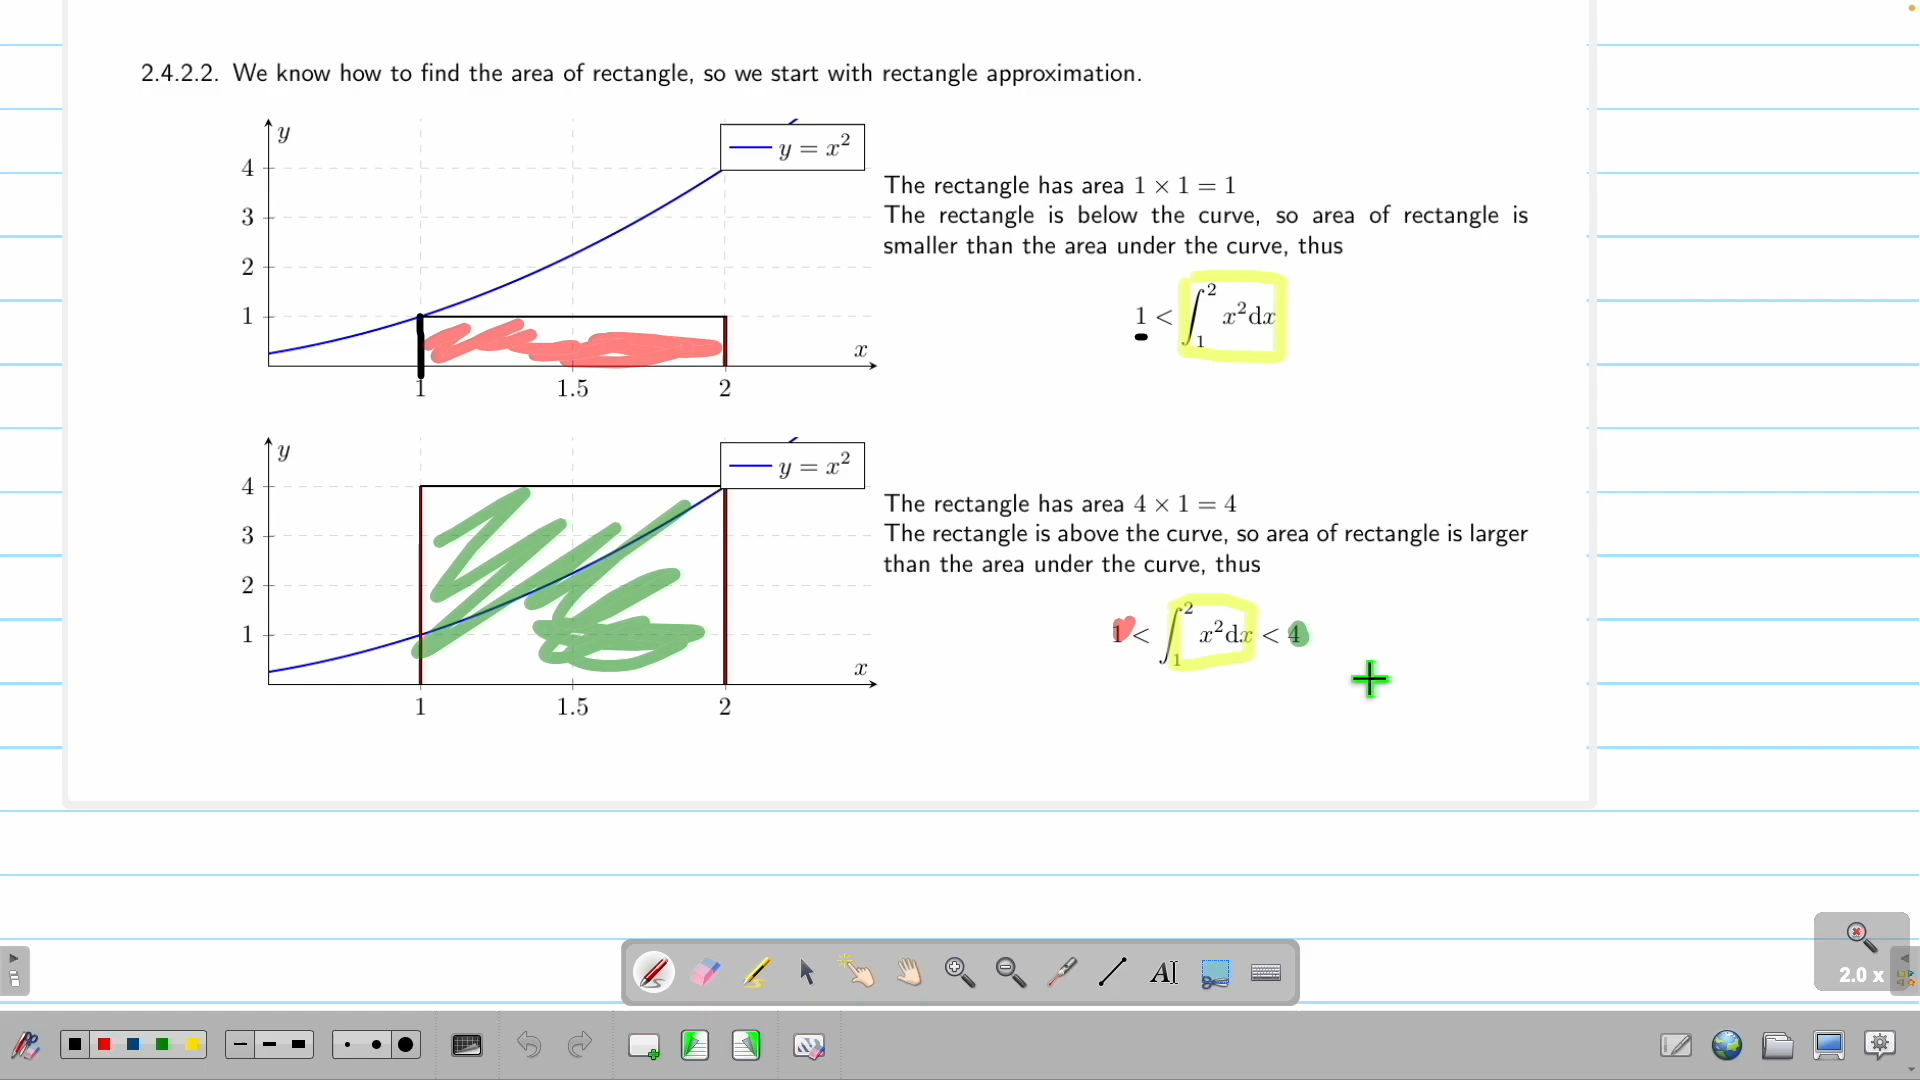 2.4.2.2. We know how to find the area of rectangle, so we start with rectangle approximation.
y
y = x²
4
3
2
1
x
1 1.5 2
The rectangle has area 1 × 1 = 1
The rectangle is below the curve, so area of rectangle is
smaller than the area under the curve, thus
1 < ∫₁² x²dx
y
y = x²
4
3
2
1
x
1 1.5 2
The rectangle has area 4 × 1 = 4
The rectangle is above the curve, so area of rectangle is larger
than the area under the curve, thus
1 < ∫₁² x²dx < 4
AI
2.0 x